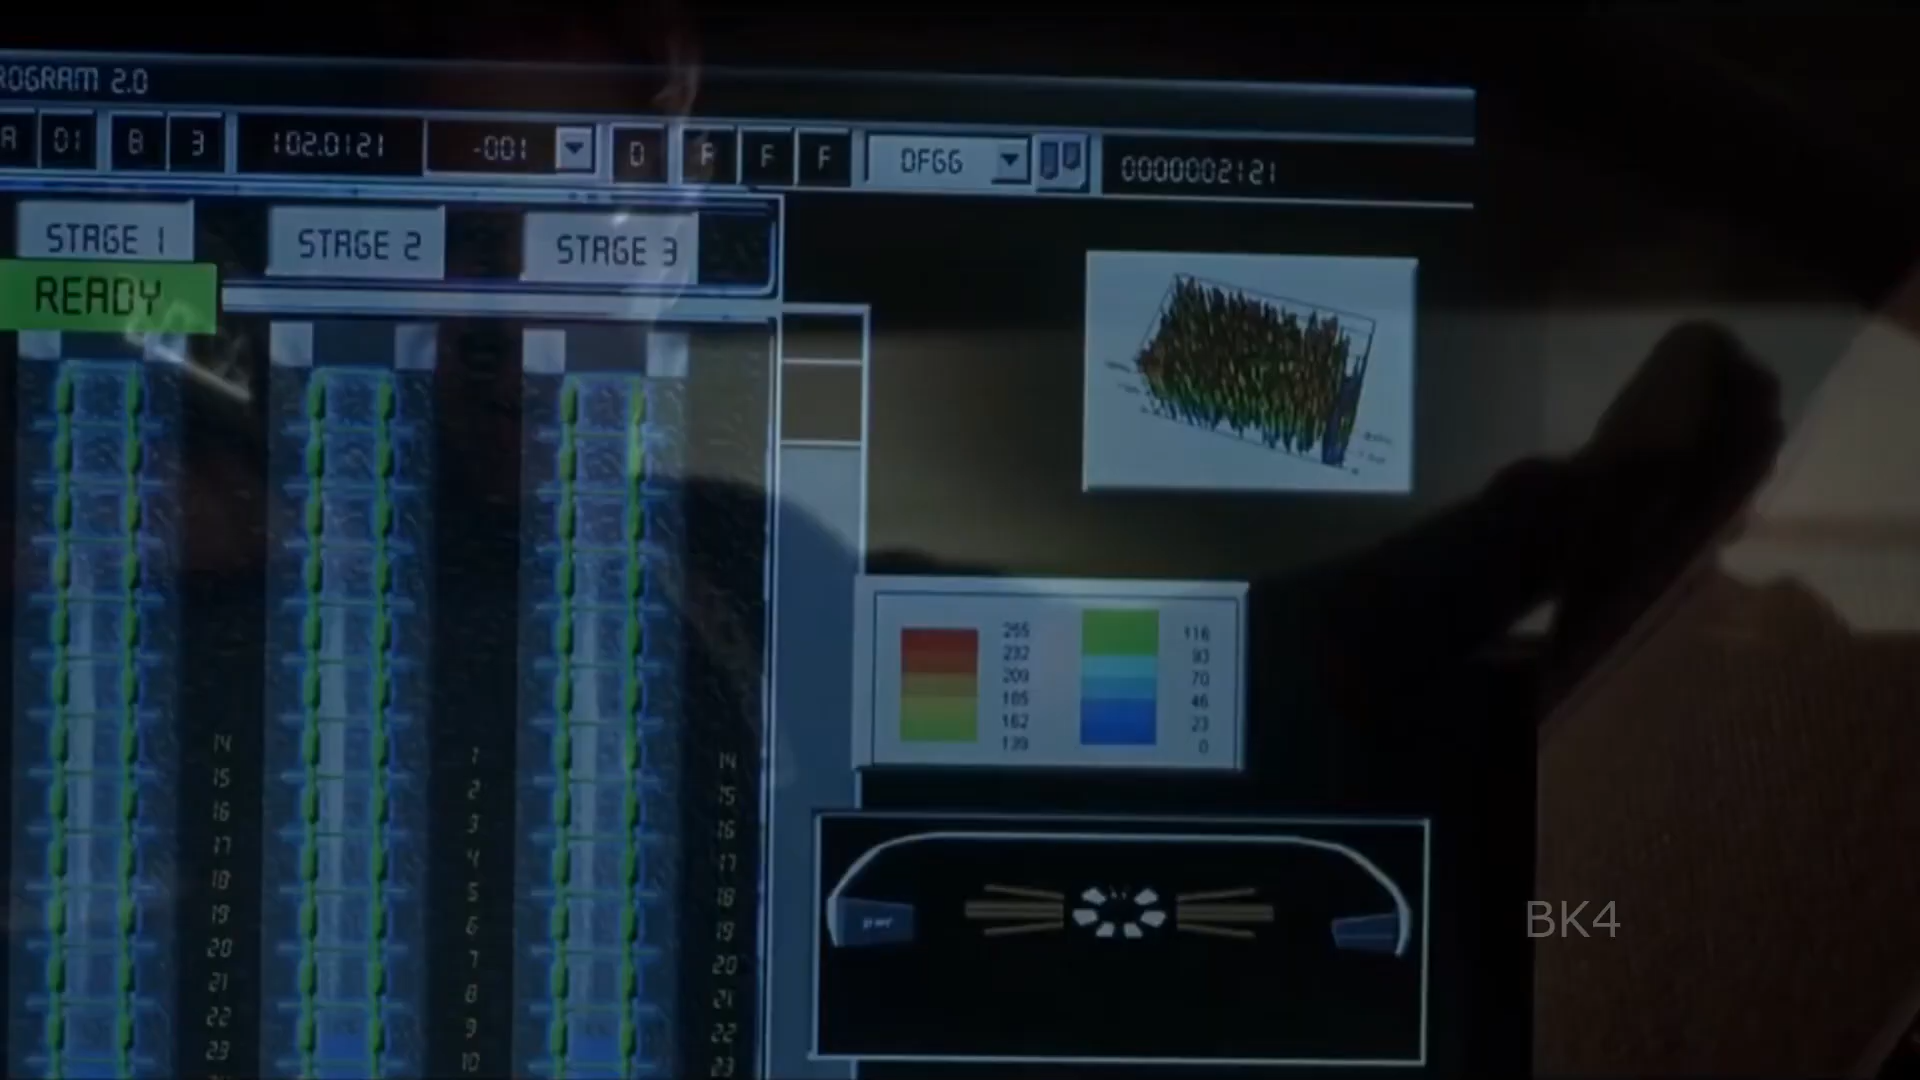 ROGRAM 2.0
A 01 B 3 102.0121 -001 D F F F DFGG 0000002121
STAGE 1 STAGE 2 STAGE 3
READY
255 116
232 93
209 70
185 46
162 23
139 0
14 1 14
15 2 15
16 3 16
17 4 17
18 5 18
19 6 19
20 7 20
21 8 21
22 9 22
23 10 23
BK4